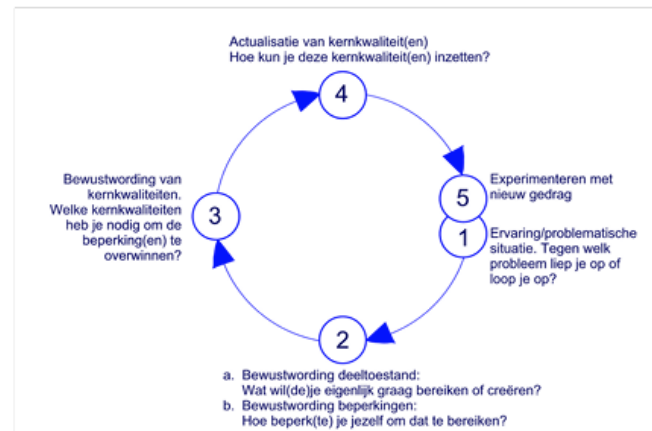 Actualisatie van kernkwaliteit(en)
Hoe kun je deze kernkwaliteit(en) inzetten?
4
Bewustwording van
kernkwaliteiten.
Welke kernkwaliteiten
heb je nodig om de
beperking(en) te
overwinnen?
3
5
Experimenteren met
nieuw gedrag
1
Ervaring/problematische
situatie. Tegen welk
probleem liep je op of
loop je op?
2
a. Bewustwording deeltoestand:
Wat wil(de)je eigenlijk graag bereiken of creëren?
b. Bewustwording beperkingen:
Hoe beperk(te) je jezelf om dat te bereiken?